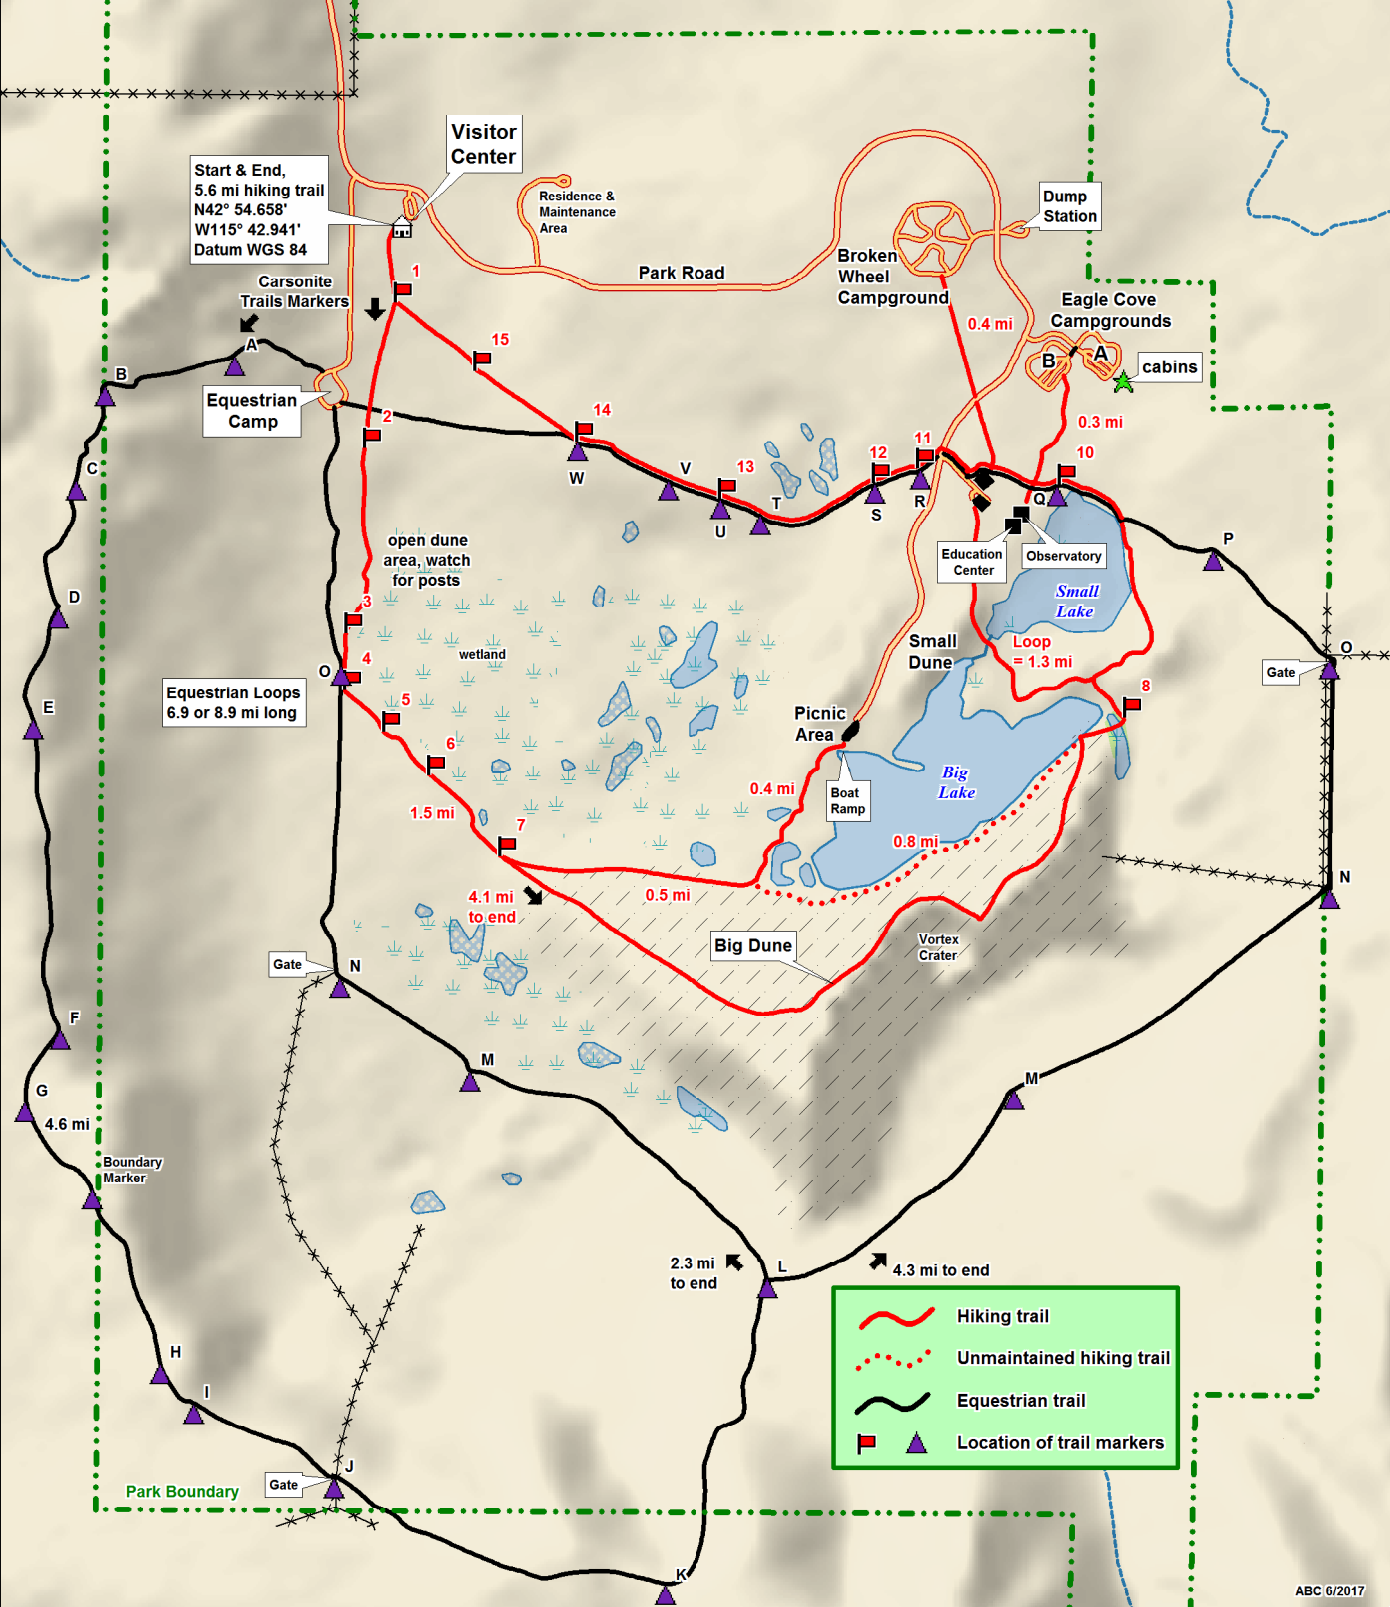 Visitor
Center
Start & End,
5.6 mi hiking trail
N42° 54.658'
W115° 42.941'
Datum WGS 84
Residence &
Maintenance
Area
Dump
Station
Broken
Wheel
Campground
Park Road
1
Carsonite
Trails Markers
Eagle Cove
Campgrounds
0.4 mi
15
A
B
A
cabins
B
Equestrian
Camp
2
14
0.3 mi
11
12
10
13
C
W
V
U
T
S
R
Q
open dune
area, watch
for posts
Education
Center
Observatory
P
D
3
Small
Lake
wetland
Small
Dune
Loop
= 1.3 mi
O
Gate
O
4
Equestrian Loops
6.9 or 8.9 mi long
5
8
E
Picnic
Area
6
Big
Lake
0.4 mi
Boat
Ramp
1.5 mi
7
0.8 mi
4.1 mi
to end
0.5 mi
N
Big Dune
Vortex
Crater
Gate
N
F
M
M
G
4.6 mi
Boundary
Marker
2.3 mi
to end
L
4.3 mi to end
Hiking trail
Unmaintained hiking trail
Equestrian trail
Location of trail markers
H
I
J
Gate
Park Boundary
K
ABC 6/2017